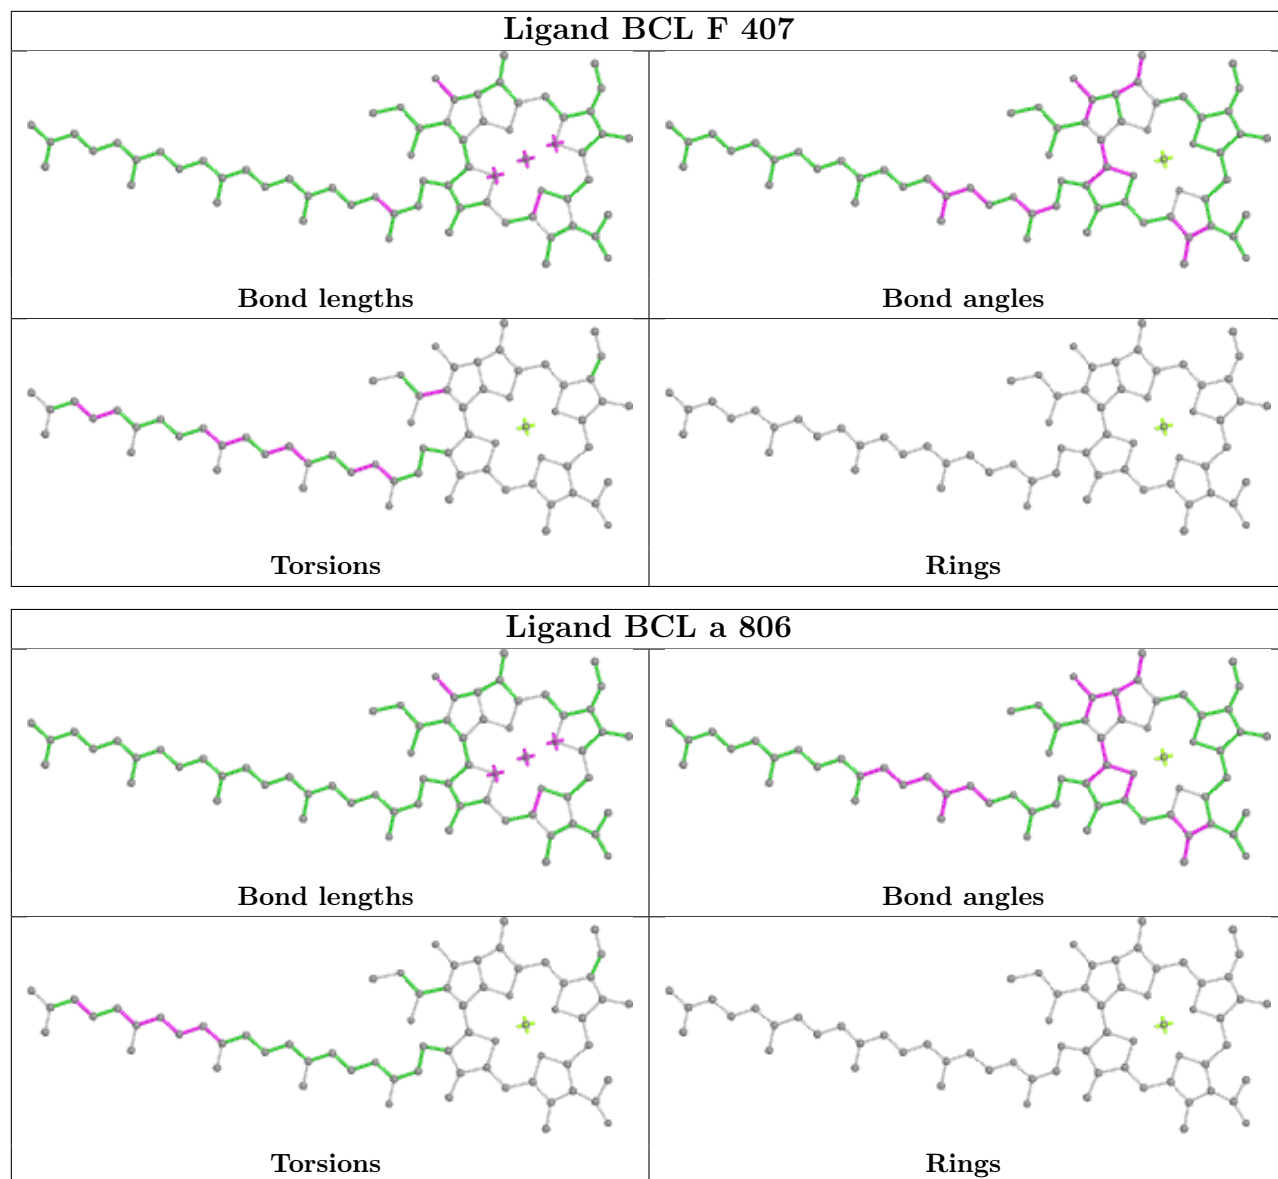 Ligand BCL F 407
Bond lengths
Bond angles
Torsions
Rings
Ligand BCL a 806
Bond lengths
Bond angles
Torsions
Rings